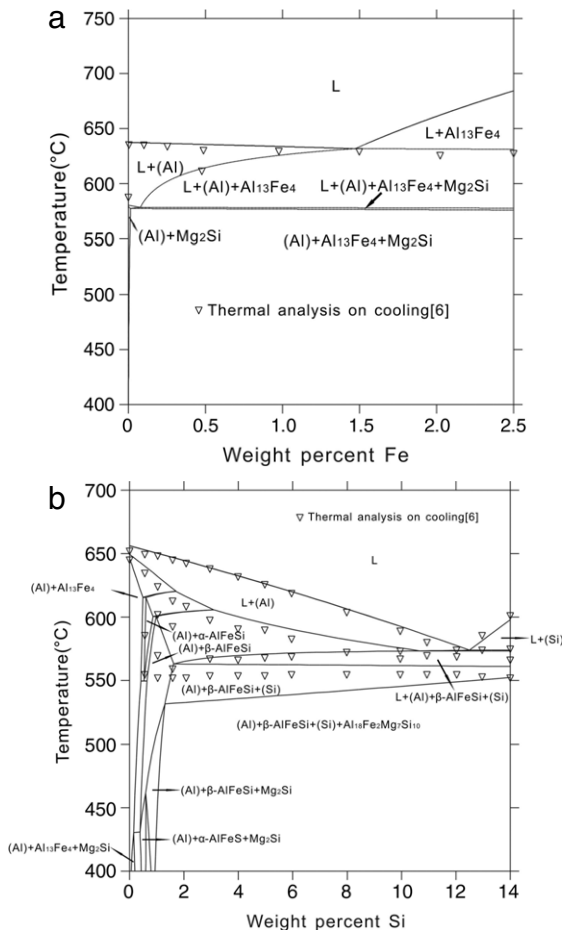 a
750
700
650
600
550
500
450
400
Temperature(°C)
L
L+Al₁₃Fe₄
L+(Al)
L+(Al)+Al₁₃Fe₄
L+(Al)+Al₁₃Fe₄+Mg₂Si
(Al)+Mg₂Si
(Al)+Al₁₃Fe₄+Mg₂Si
▽ Thermal analysis on cooling[6]
0 0.5 1.0 1.5 2.0 2.5
Weight percent Fe
b
700
650
600
550
500
450
400
Temperature(°C)
▽ Thermal analysis on cooling[6]
L
(Al)+Al₁₃Fe₄
L+(Al)
(Al)+α-AlFeSi
(Al)+β-AlFeSi
L+(Si)
(Al)+β-AlFeSi+(Si)
L+(Al)+β-AlFeSi+(Si)
(Al)+β-AlFeSi+(Si)+Al₁₈Fe₂Mg₇Si₁₀
(Al)+β-AlFeSi+Mg₂Si
(Al)+α-AlFeS+Mg₂Si
(Al)+Al₁₃Fe₄+Mg₂Si
0 2 4 6 8 10 12 14
Weight percent Si